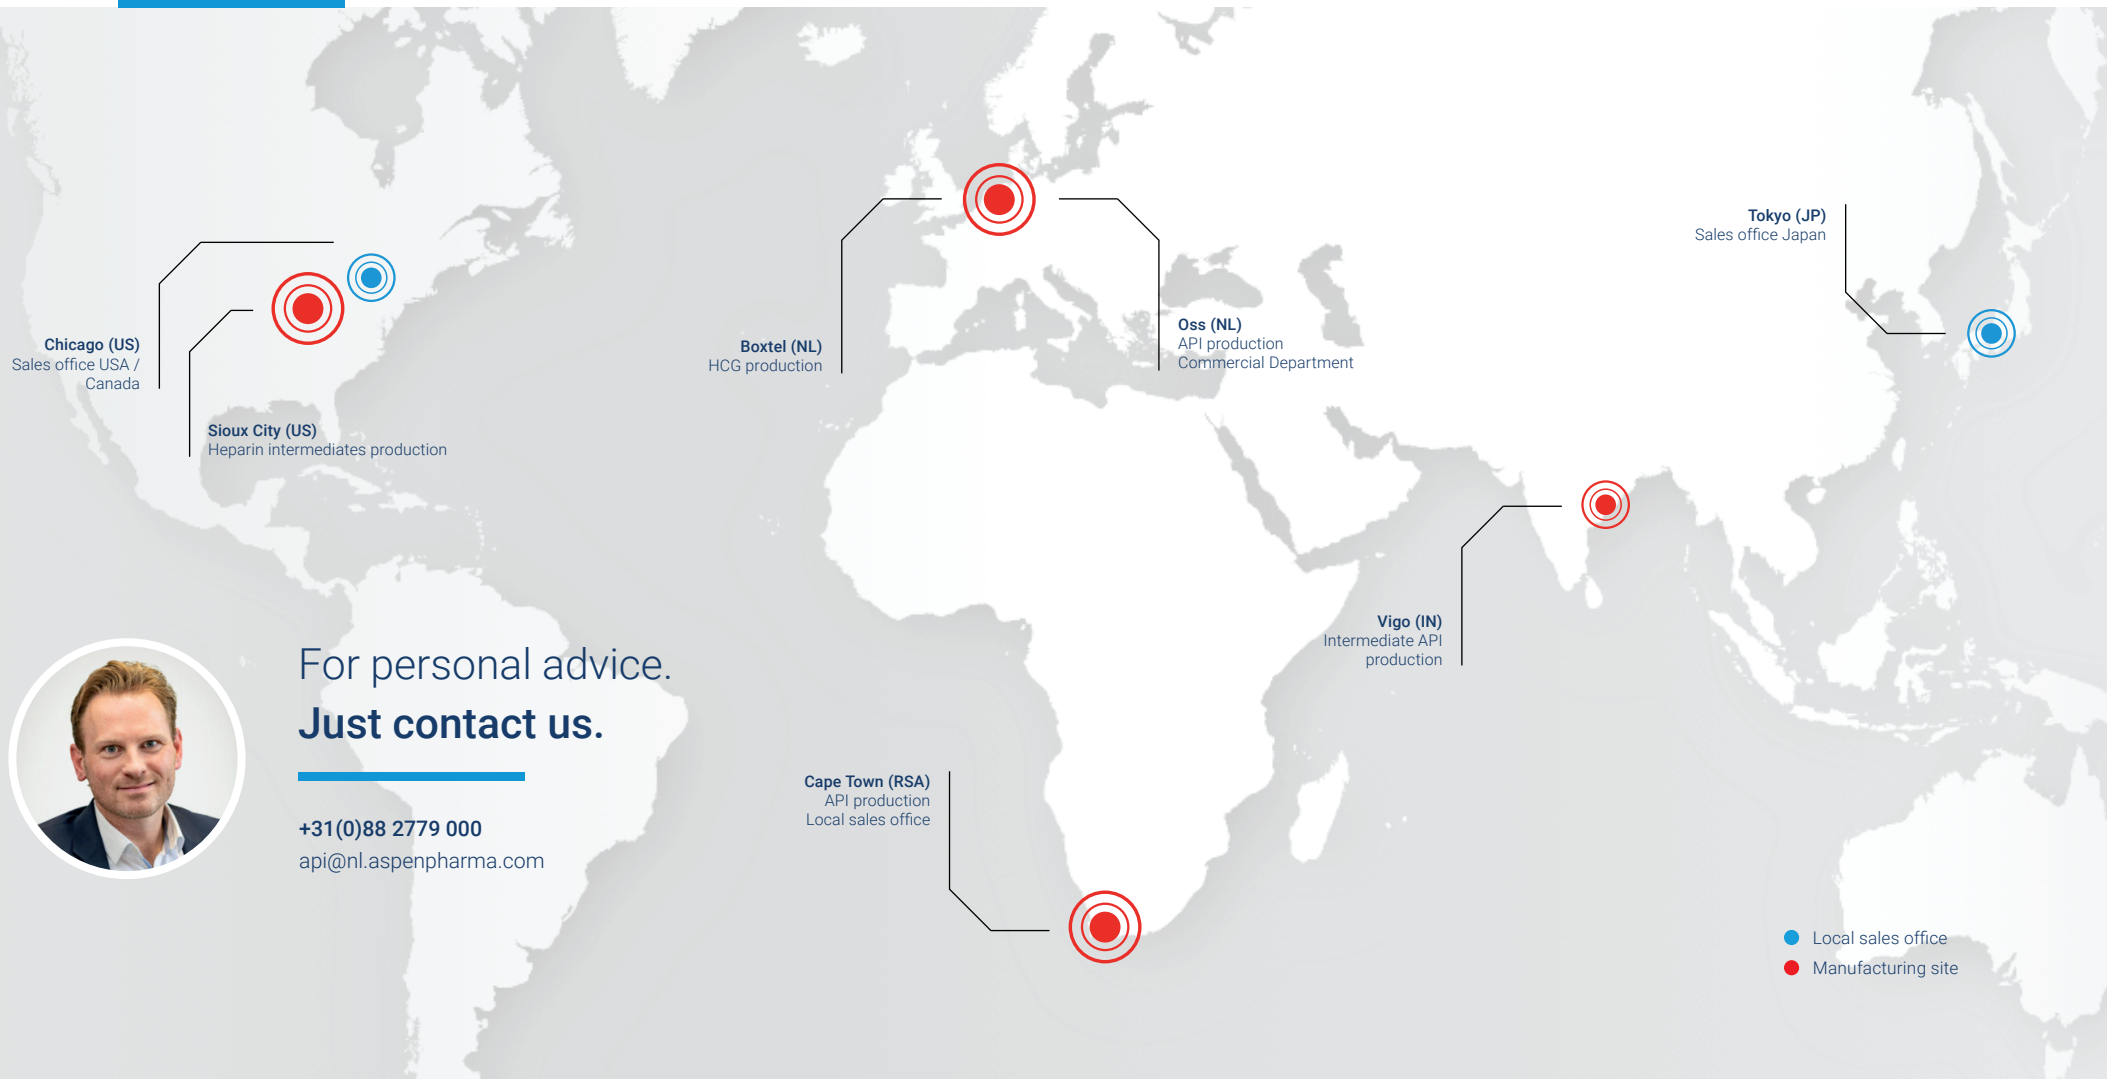 Chicago (US)
Sales office USA /
Canada
Sioux City (US)
Heparin intermediates production
Boxtel (NL)
HCG production
Oss (NL)
API production
Commercial Department
Tokyo (JP)
Sales office Japan
Vigo (IN)
Intermediate API
production
Cape Town (RSA)
API production
Local sales office
For personal advice.
Just contact us.
+31(0)88 2779 000
api@nl.aspenpharma.com
Local sales office
Manufacturing site